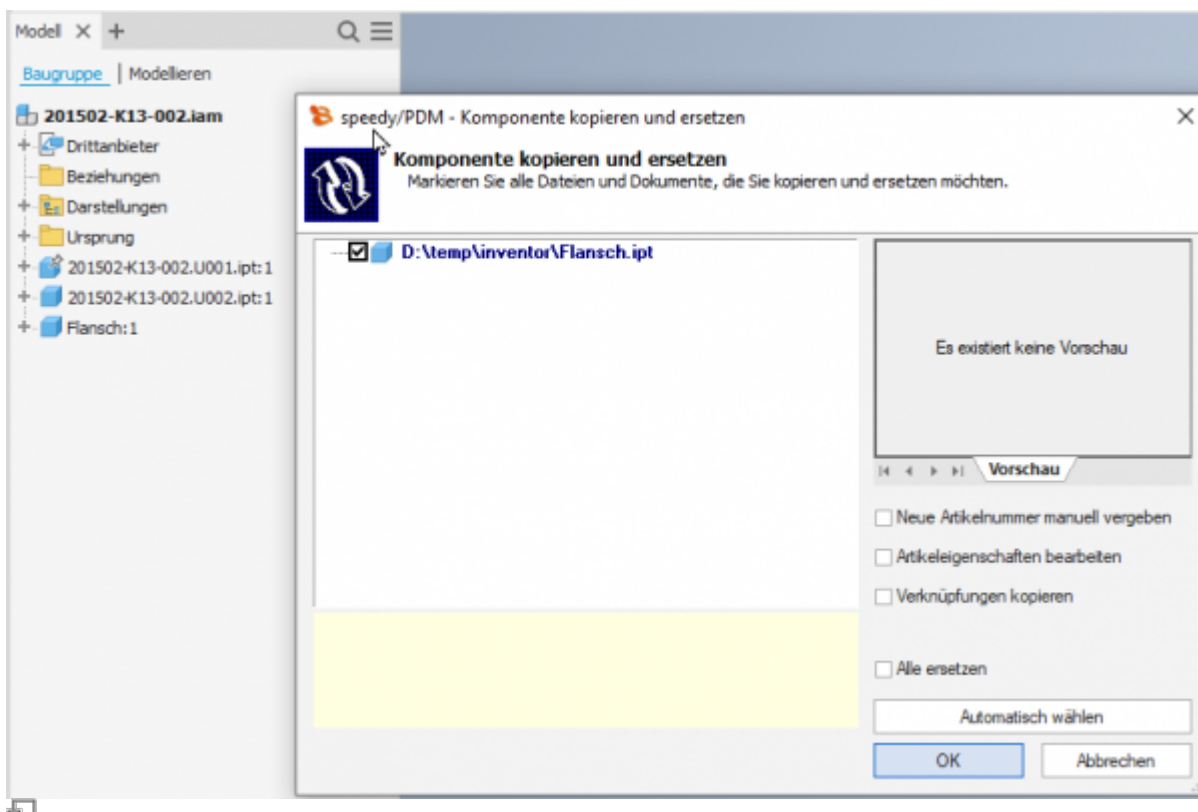 Modell
Baugruppe | Modellieren
201502-K13-002.iam
Drittanbieter
Beziehungen
Darstellungen
Ursprung
201502-K13-002.U001.ipt:1
201502-K13-002.U002.ipt:1
Flansch:1
speedy/PDM - Komponente kopieren und ersetzen
Komponente kopieren und ersetzen
Markieren Sie alle Dateien und Dokumente, die Sie kopieren und ersetzen möchten.
D:\temp\inventor\Flansch.ipt
Es existiert keine Vorschau
Vorschau
Neue Artikelnummer manuell vergeben
Artikeleigenschaften bearbeiten
Verknüpfungen kopieren
Alle ersetzen
Automatisch wählen
OK Abbrechen